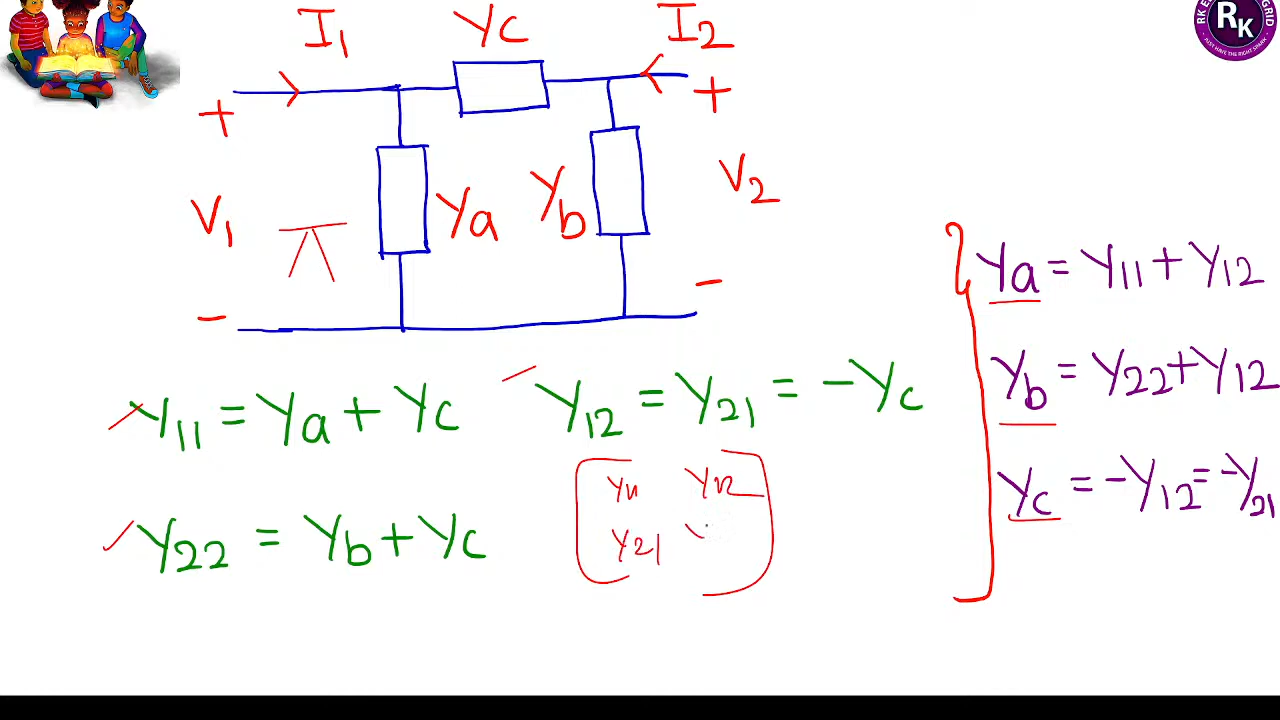 I1 Yc I2
+ +
V1 Ya Yb V2
- -
Ya = Y11 + Y12
Yb = Y22 + Y12
Yc = -Y12 = -Y21
Y11 = Ya + Yc
Y12 = Y21 = -Yc
Y22 = Yb + Yc
Y11 Y12
Y21
RK